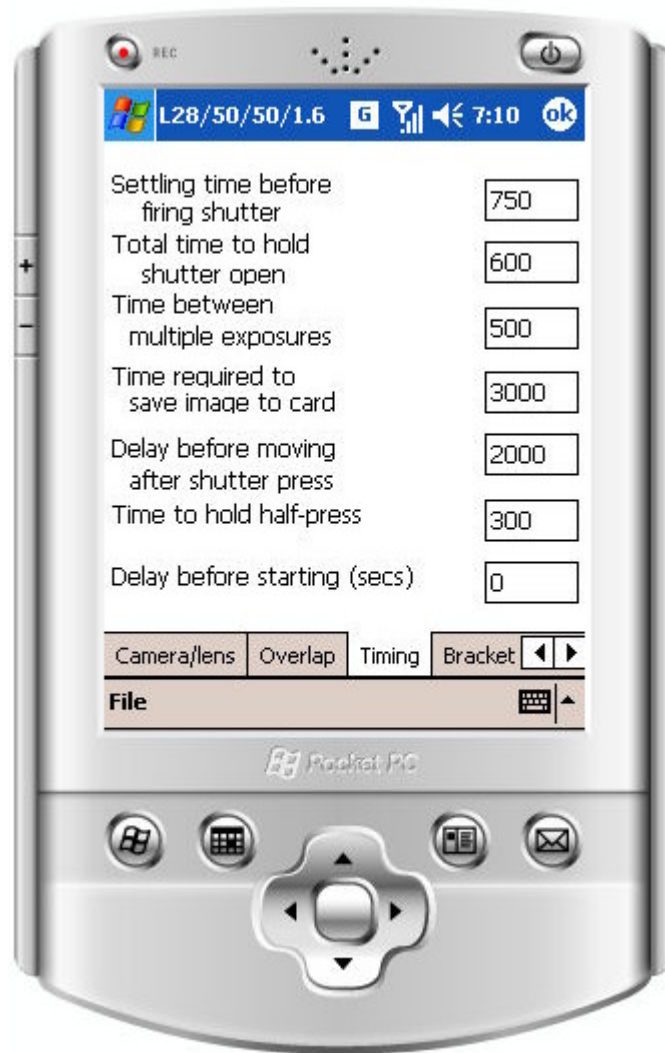 REC
L28/50/50/1.6 G 7:10 ok
Settling time before
firing shutter
750
Total time to hold
shutter open
600
Time between
multiple exposures
500
Time required to
save image to card
3000
Delay before moving
after shutter press
2000
Time to hold half-press
300
Delay before starting (secs)
0
Camera/lens Overlap Timing Bracket
File
Pocket PC
+
−